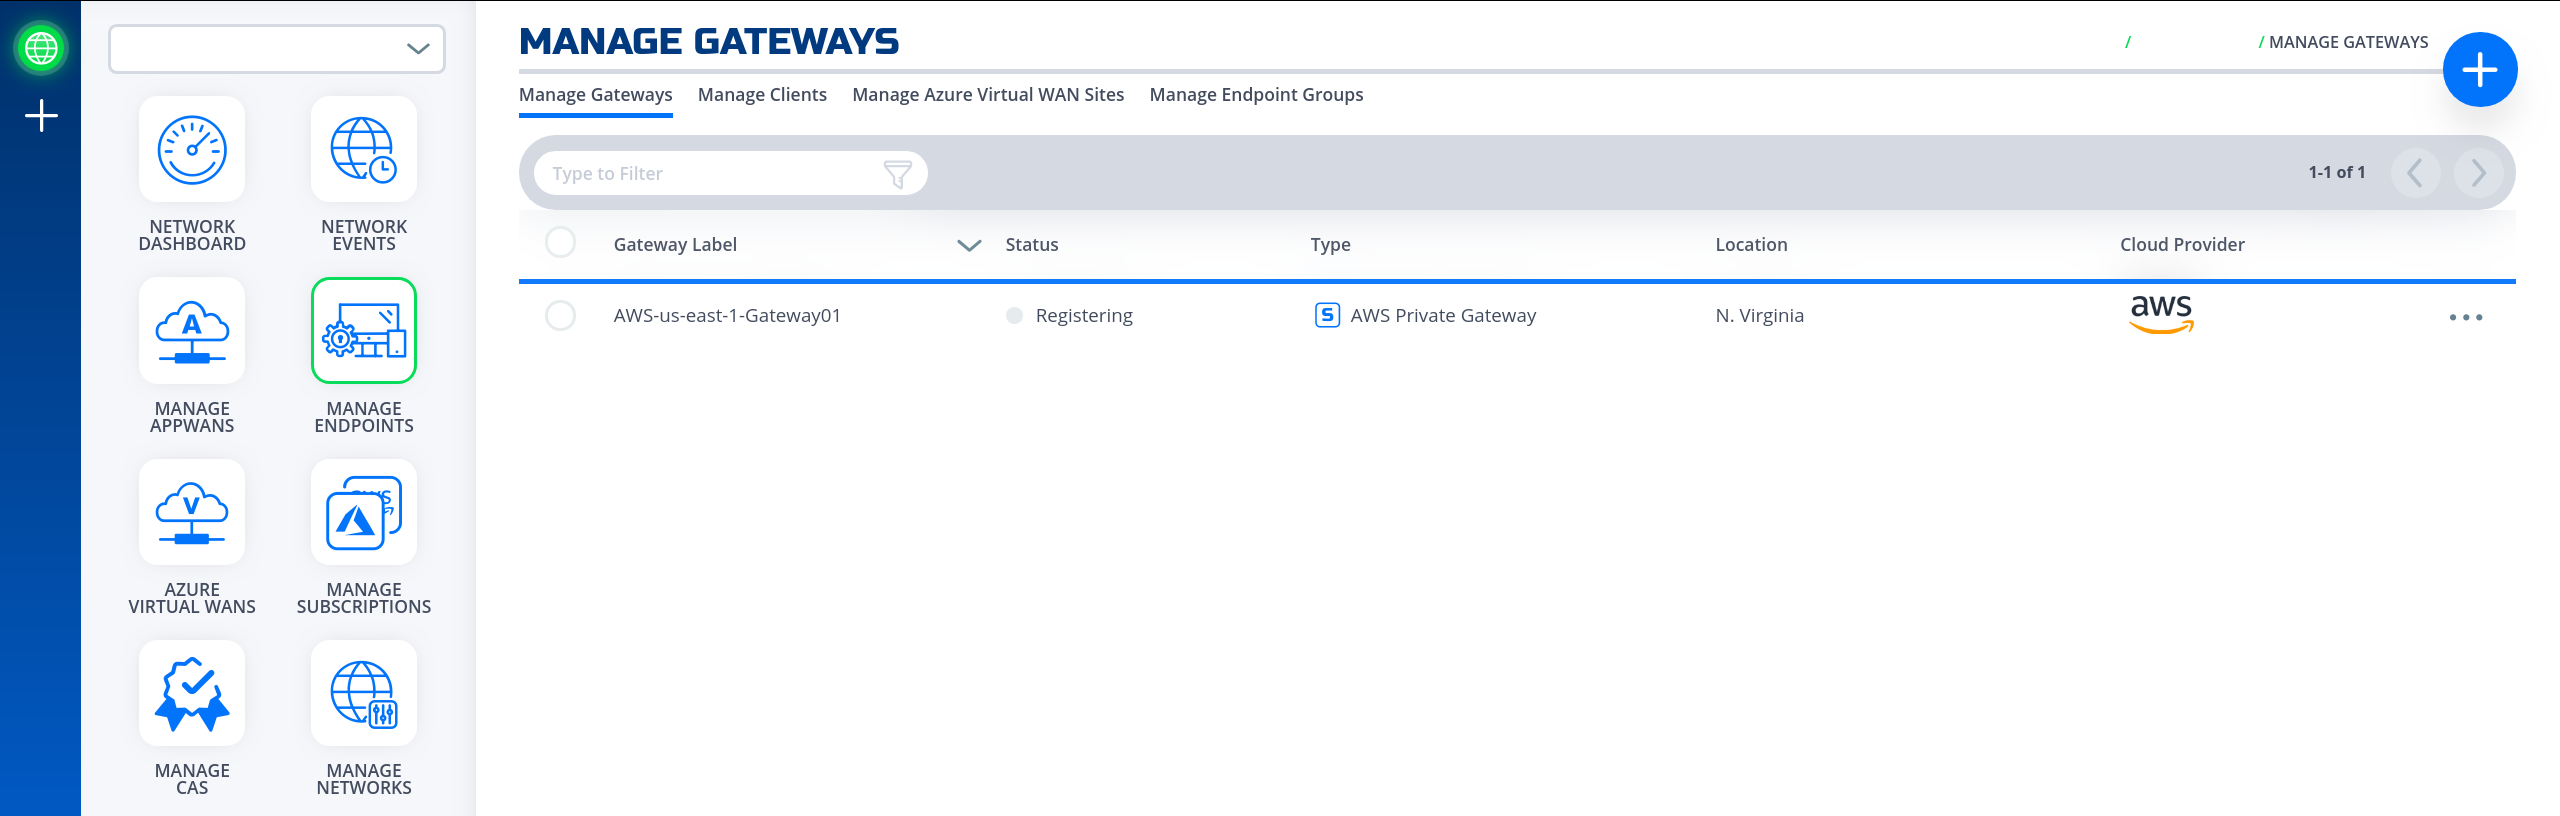 MANAGE GATEWAYS
/ / MANAGE GATEWAYS
Manage Gateways Manage Clients Manage Azure Virtual WAN Sites Manage Endpoint Groups
Type to Filter
1-1 of 1
Gateway Label Status Type Location Cloud Provider
AWS-us-east-1-Gateway01 Registering S AWS Private Gateway N. Virginia aws
NETWORK
DASHBOARD
NETWORK
EVENTS
A
MANAGE
APPWANS
MANAGE
ENDPOINTS
V
AZURE
VIRTUAL WANS
MANAGE
SUBSCRIPTIONS
MANAGE
CAS
MANAGE
NETWORKS